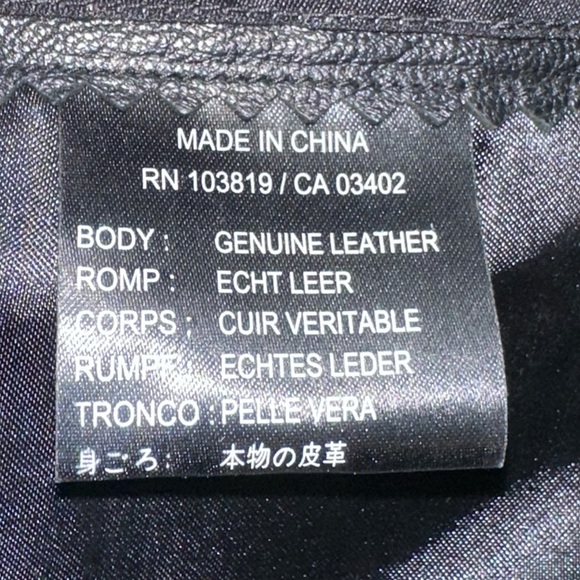 MADE IN CHINA
RN 103819 / CA 03402
BODY : GENUINE LEATHER
ROMP : ECHT LEER
CORPS ; CUIR VERITABLE
RUMPF : ECHTES LEDER
TRONCO : PELLE VERA
身ごろ : 本物の皮革